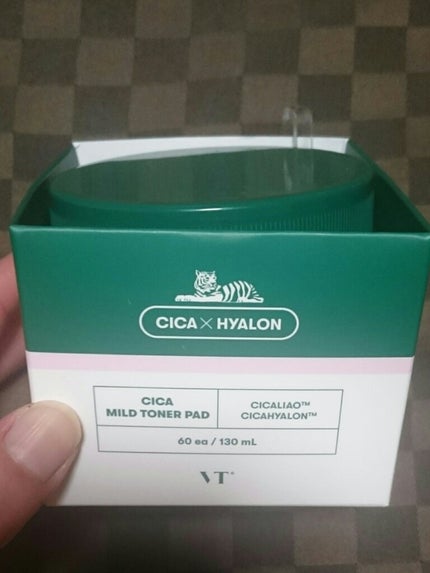 CICA×HYALON
CICA
MILD TONER PAD
CICALIAO™
CICAHYALON™
60 ea / 130 mL
VT®